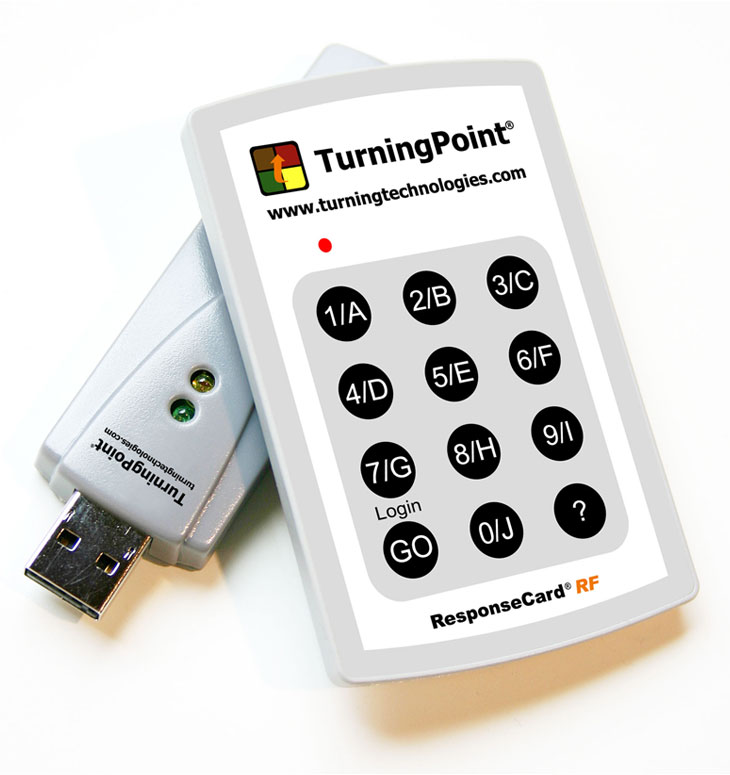 TurningPoint®
www.turningtechnologies.com
1/A
2/B
3/C
4/D
5/E
6/F
7/G
8/H
9/I
Login
GO
0/J
?
ResponseCard® RF
TurningPoint®
turningtechnologies.com